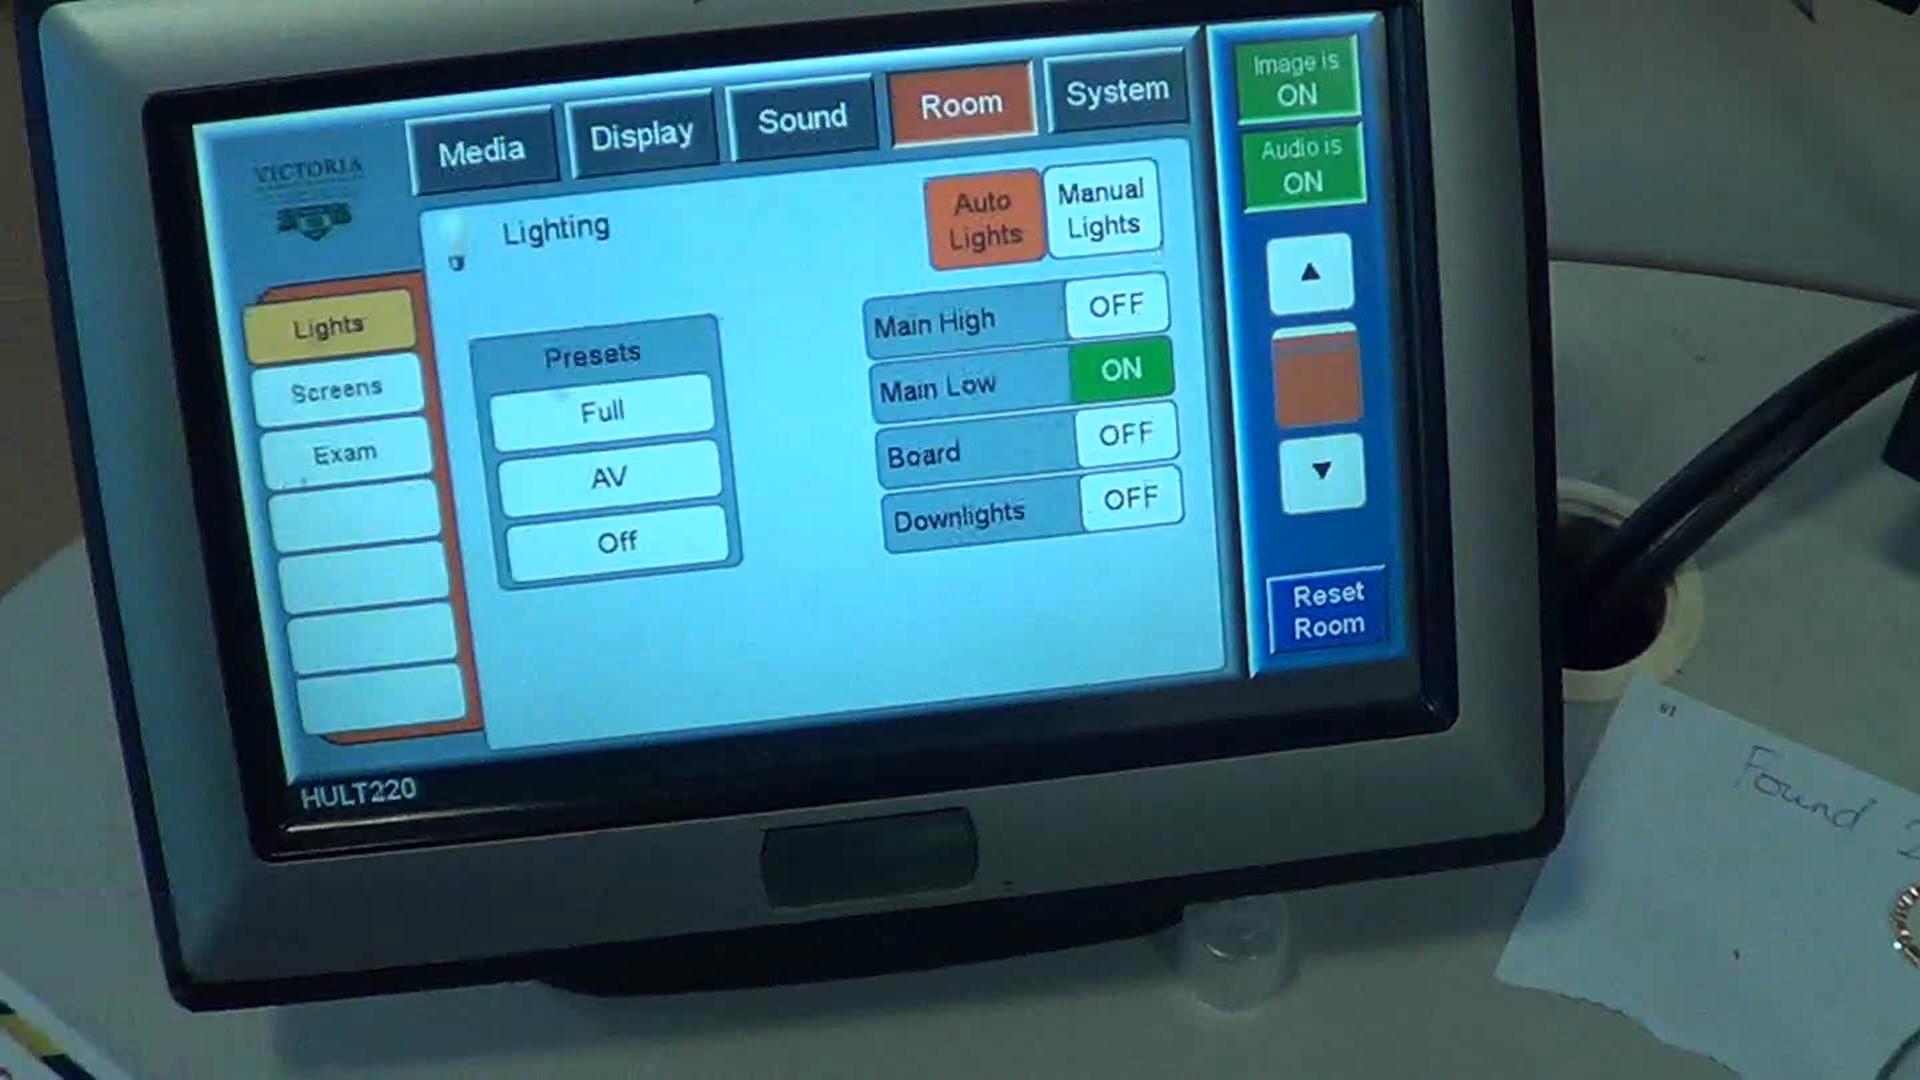 VICTORIA
Media
Display
Sound
Room
System
Image is
ON
Audio is
ON
Lighting
Auto
Lights
Manual
Lights
Lights
Screens
Exam
Presets
Full
AV
Off
Main High
OFF
Main Low
ON
Board
OFF
Downlights
OFF
Reset
Room
HULT220
18
Found